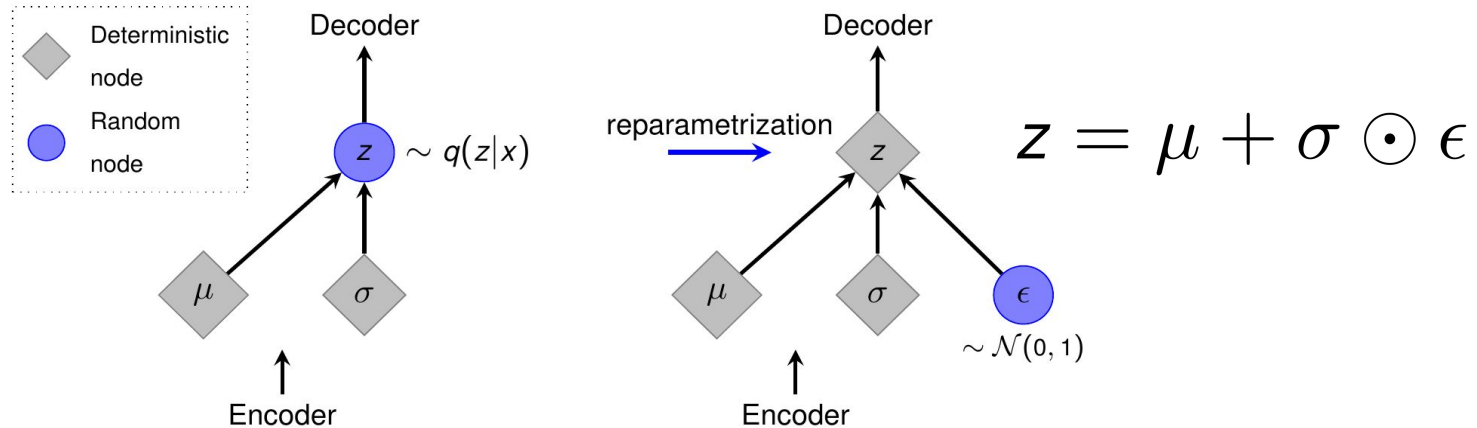 Deterministic
node
Random
node
Decoder
z ∼ q(z|x)
μ
σ
Encoder
reparametrization
Decoder
z
μ
σ
ϵ
∼ 𝒩(0, 1)
Encoder
z = μ + σ ⊙ ϵ